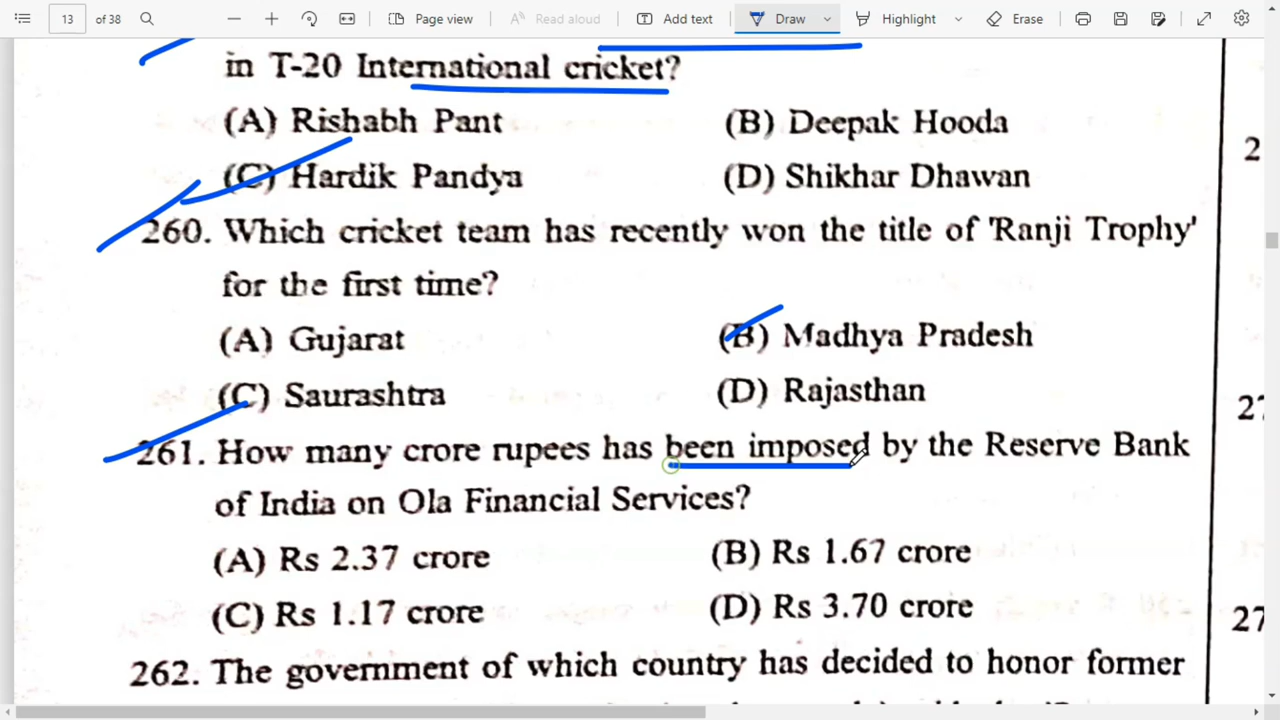 13 of 38 Page view Read aloud Add text Draw Highlight Erase
in T-20 International cricket?
(A) Rishabh Pant (B) Deepak Hooda
(C) Hardik Pandya (D) Shikhar Dhawan
2
260. Which cricket team has recently won the title of 'Ranji Trophy'
for the first time?
(A) Gujarat (B) Madhya Pradesh
(C) Saurashtra (D) Rajasthan
27
261. How many crore rupees has been imposed by the Reserve Bank
of India on Ola Financial Services?
(A) Rs 2.37 crore (B) Rs 1.67 crore
(C) Rs 1.17 crore (D) Rs 3.70 crore
27
262. The government of which country has decided to honor former